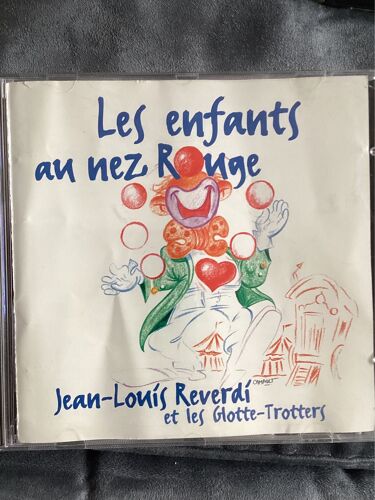 Les enfants
au nez Rouge
Jean-Louis Reverdi
et les Glotte-Trotters